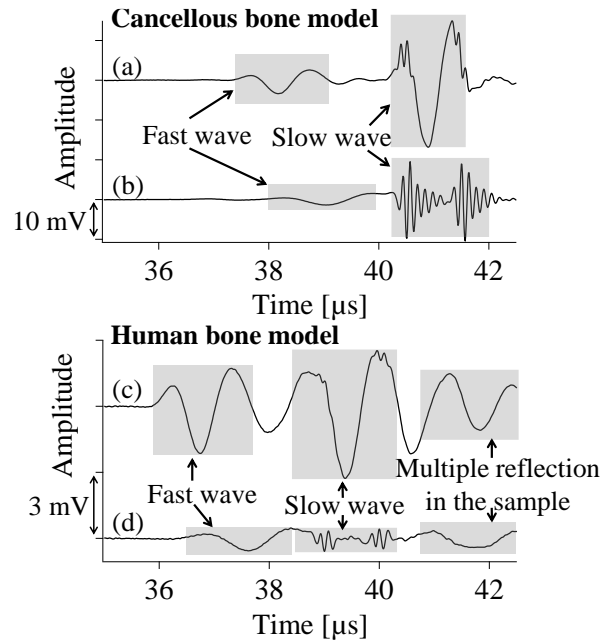 Cancellous bone model
(a)
Fast wave
Slow wave
(b)
Amplitude
10 mV
36
38
40
42
Time [µs]
Human bone model
(c)
Fast wave
Slow wave
Multiple reflection
in the sample
(d)
Amplitude
3 mV
36
38
40
42
Time [µs]